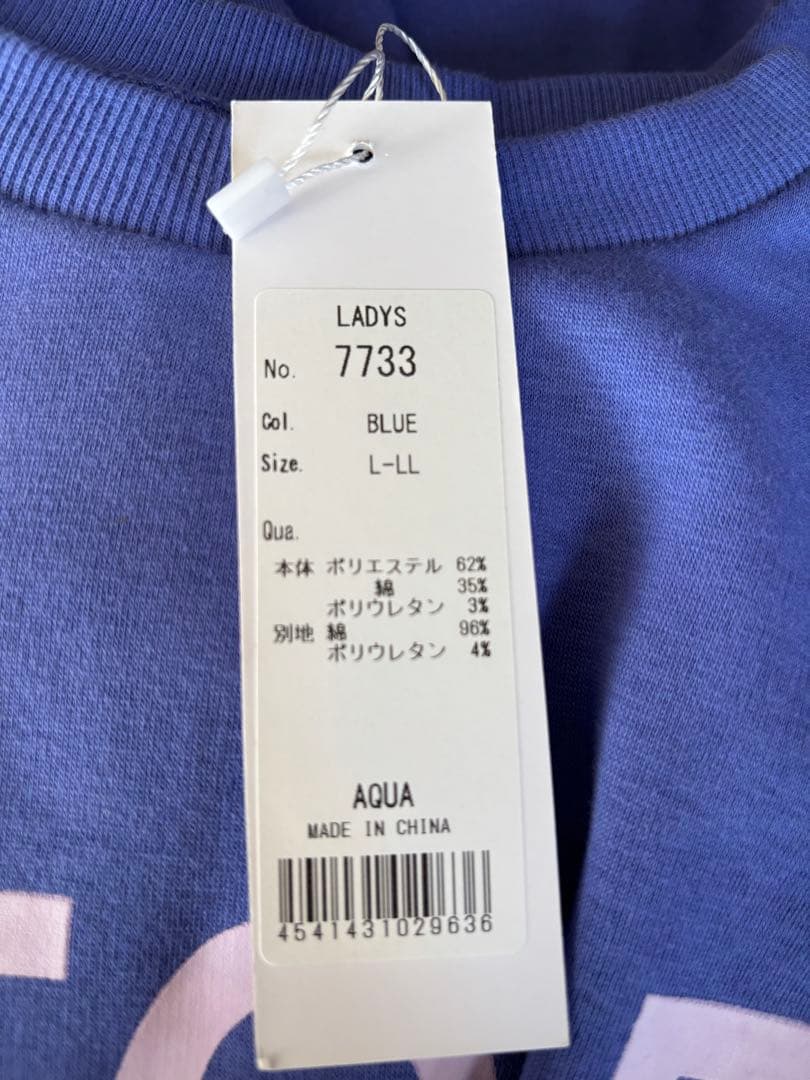 LADYS
No. 7733
Col. BLUE
Size. L-LL
Qua.
本体 ポリエステル 62%
綿 35%
ポリウレタン 3%
別地 綿 96%
ポリウレタン 4%
AQUA
MADE IN CHINA
4541431029636